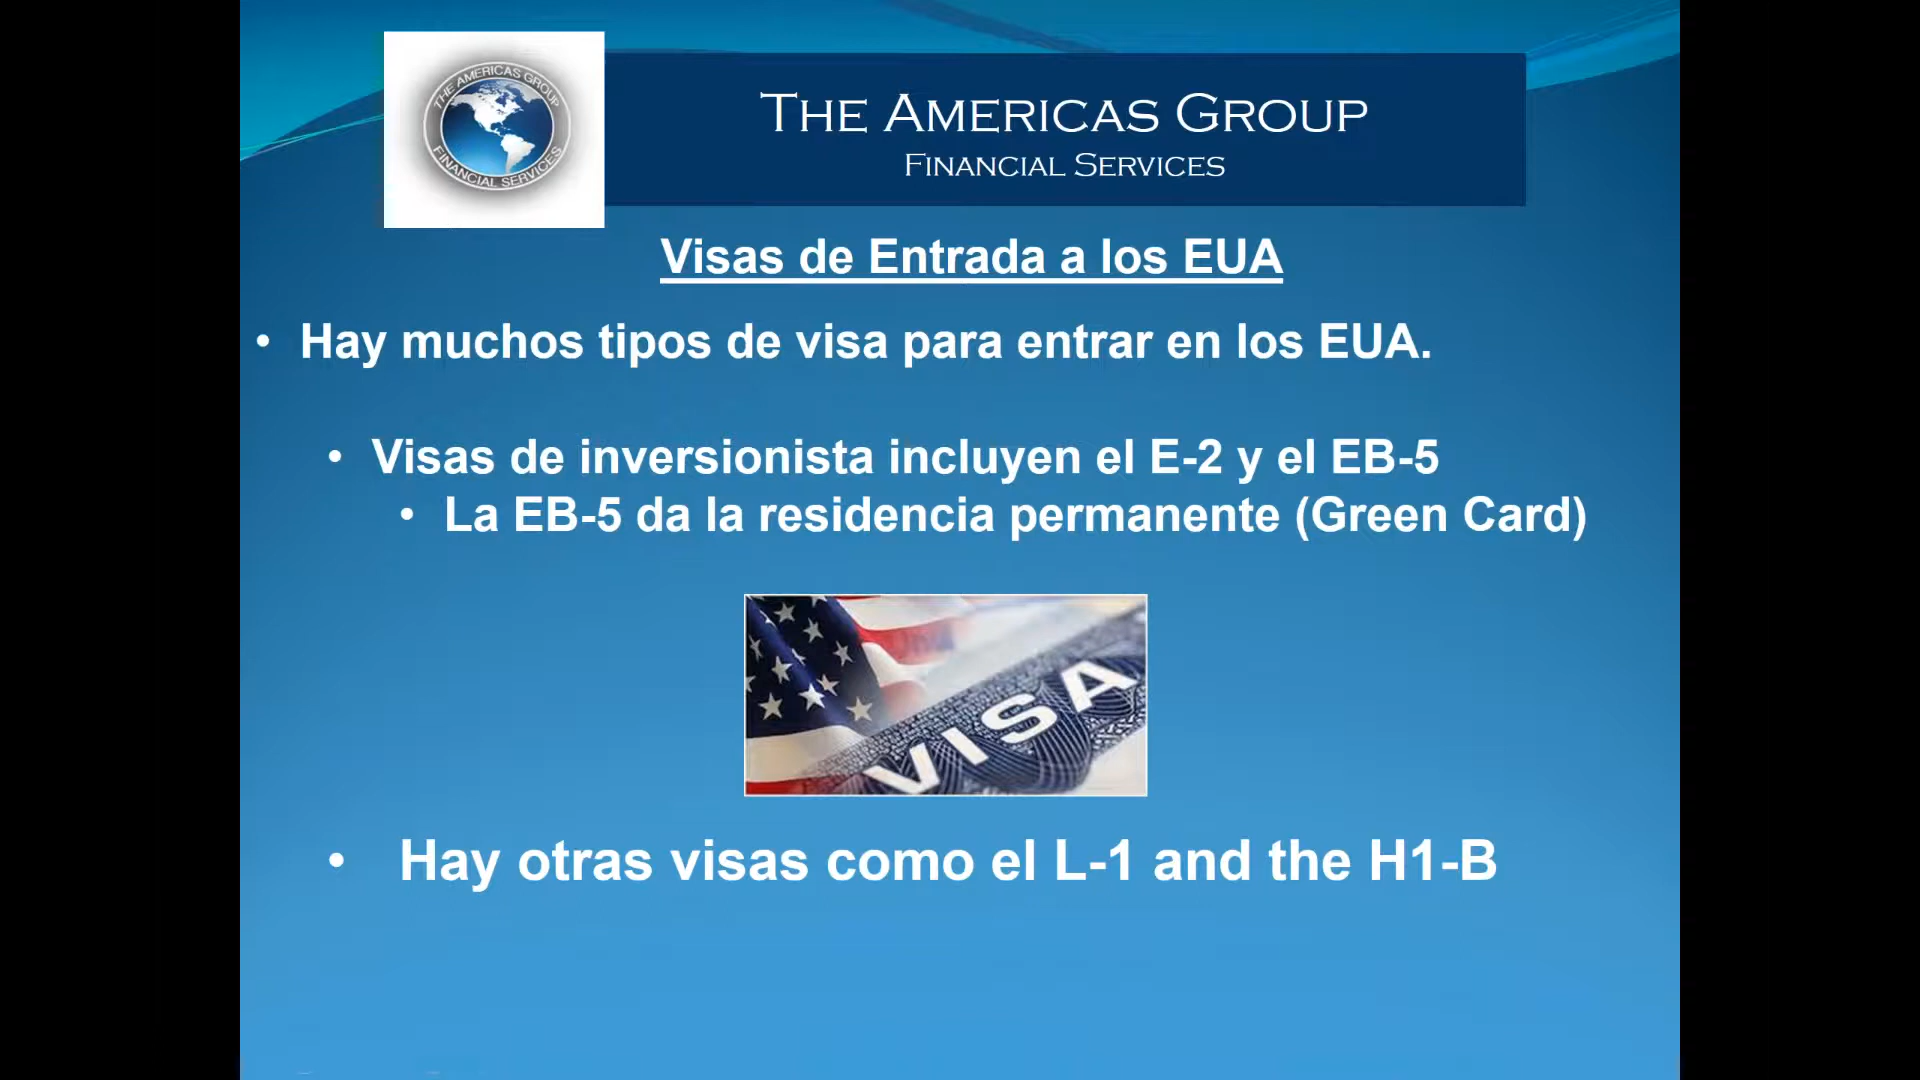 THE AMERICAS GROUP
FINANCIAL SERVICES
THE AMERICAS GROUP
FINANCIAL SERVICES
Visas de Entrada a los EUA
• Hay muchos tipos de visa para entrar en los EUA.
• Visas de inversionista incluyen el E-2 y el EB-5
• La EB-5 da la residencia permanente (Green Card)
VISA
• Hay otras visas como el L-1 and the H1-B